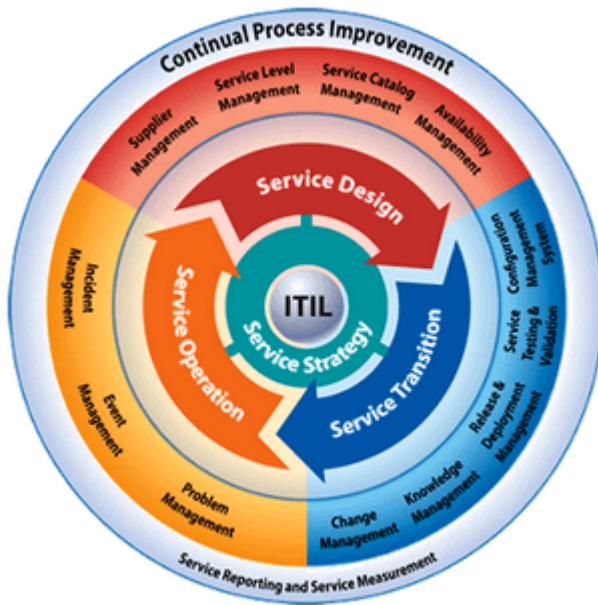 Continual Process Improvement
Supplier
Management
Service Level
Management
Service Catalog
Management
Availability
Management
Configuration
Management
System
Service
Testing &
Validation
Release &
Deployment
Management
Knowledge
Management
Change
Management
Problem
Management
Event
Management
Incident
Management
Service Design
Service Transition
Service Operation
Service Strategy
ITIL
Service Reporting and Service Measurement